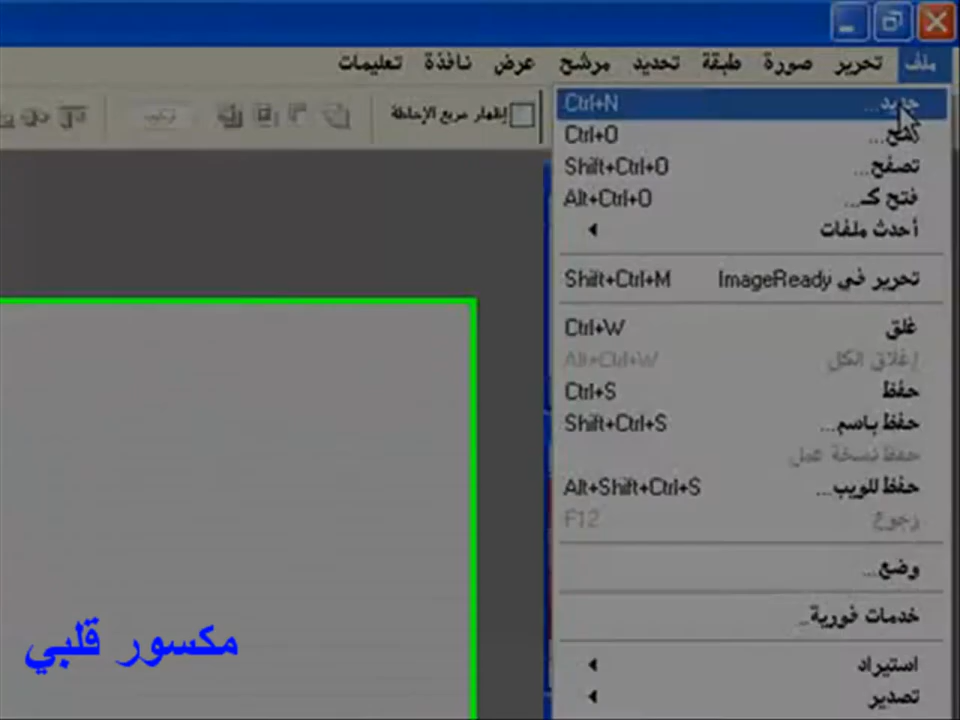 ملف تحرير صورة طبقة تحديد مرشح عرض نافذة تعليمات
إظهار مربع الإحاطة
جديد... Ctrl+N
فتح... Ctrl+O
تصفح... Shift+Ctrl+O
فتح كـ... Alt+Ctrl+O
أحدث ملفات
تحرير في ImageReady Shift+Ctrl+M
غلق Ctrl+W
إغلاق الكل Alt+Ctrl+W
حفظ Ctrl+S
حفظ باسم... Shift+Ctrl+S
حفظ نسخة عمل
حفظ للويب... Alt+Shift+Ctrl+S
رجوع F12
وضع...
خدمات فورية...
استيراد
تصدير
مكسور قلبي